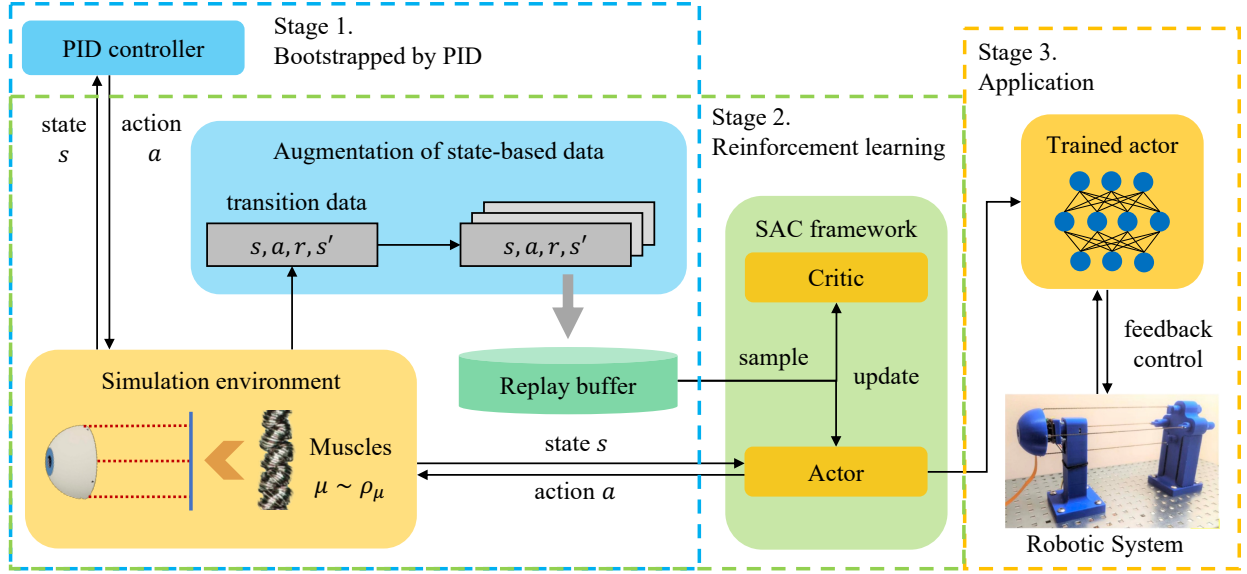 PID controller
Stage 1.
Bootstrapped by PID
state
s
action
a
Augmentation of state-based data
transition data
s, a, r, s′
s, a, r, s′
Stage 2.
Reinforcement learning
Stage 3.
Application
Trained actor
SAC framework
Critic
sample
update
Actor
Replay buffer
Simulation environment
Muscles
μ ~ ρμ
state s
action a
feedback
control
Robotic System